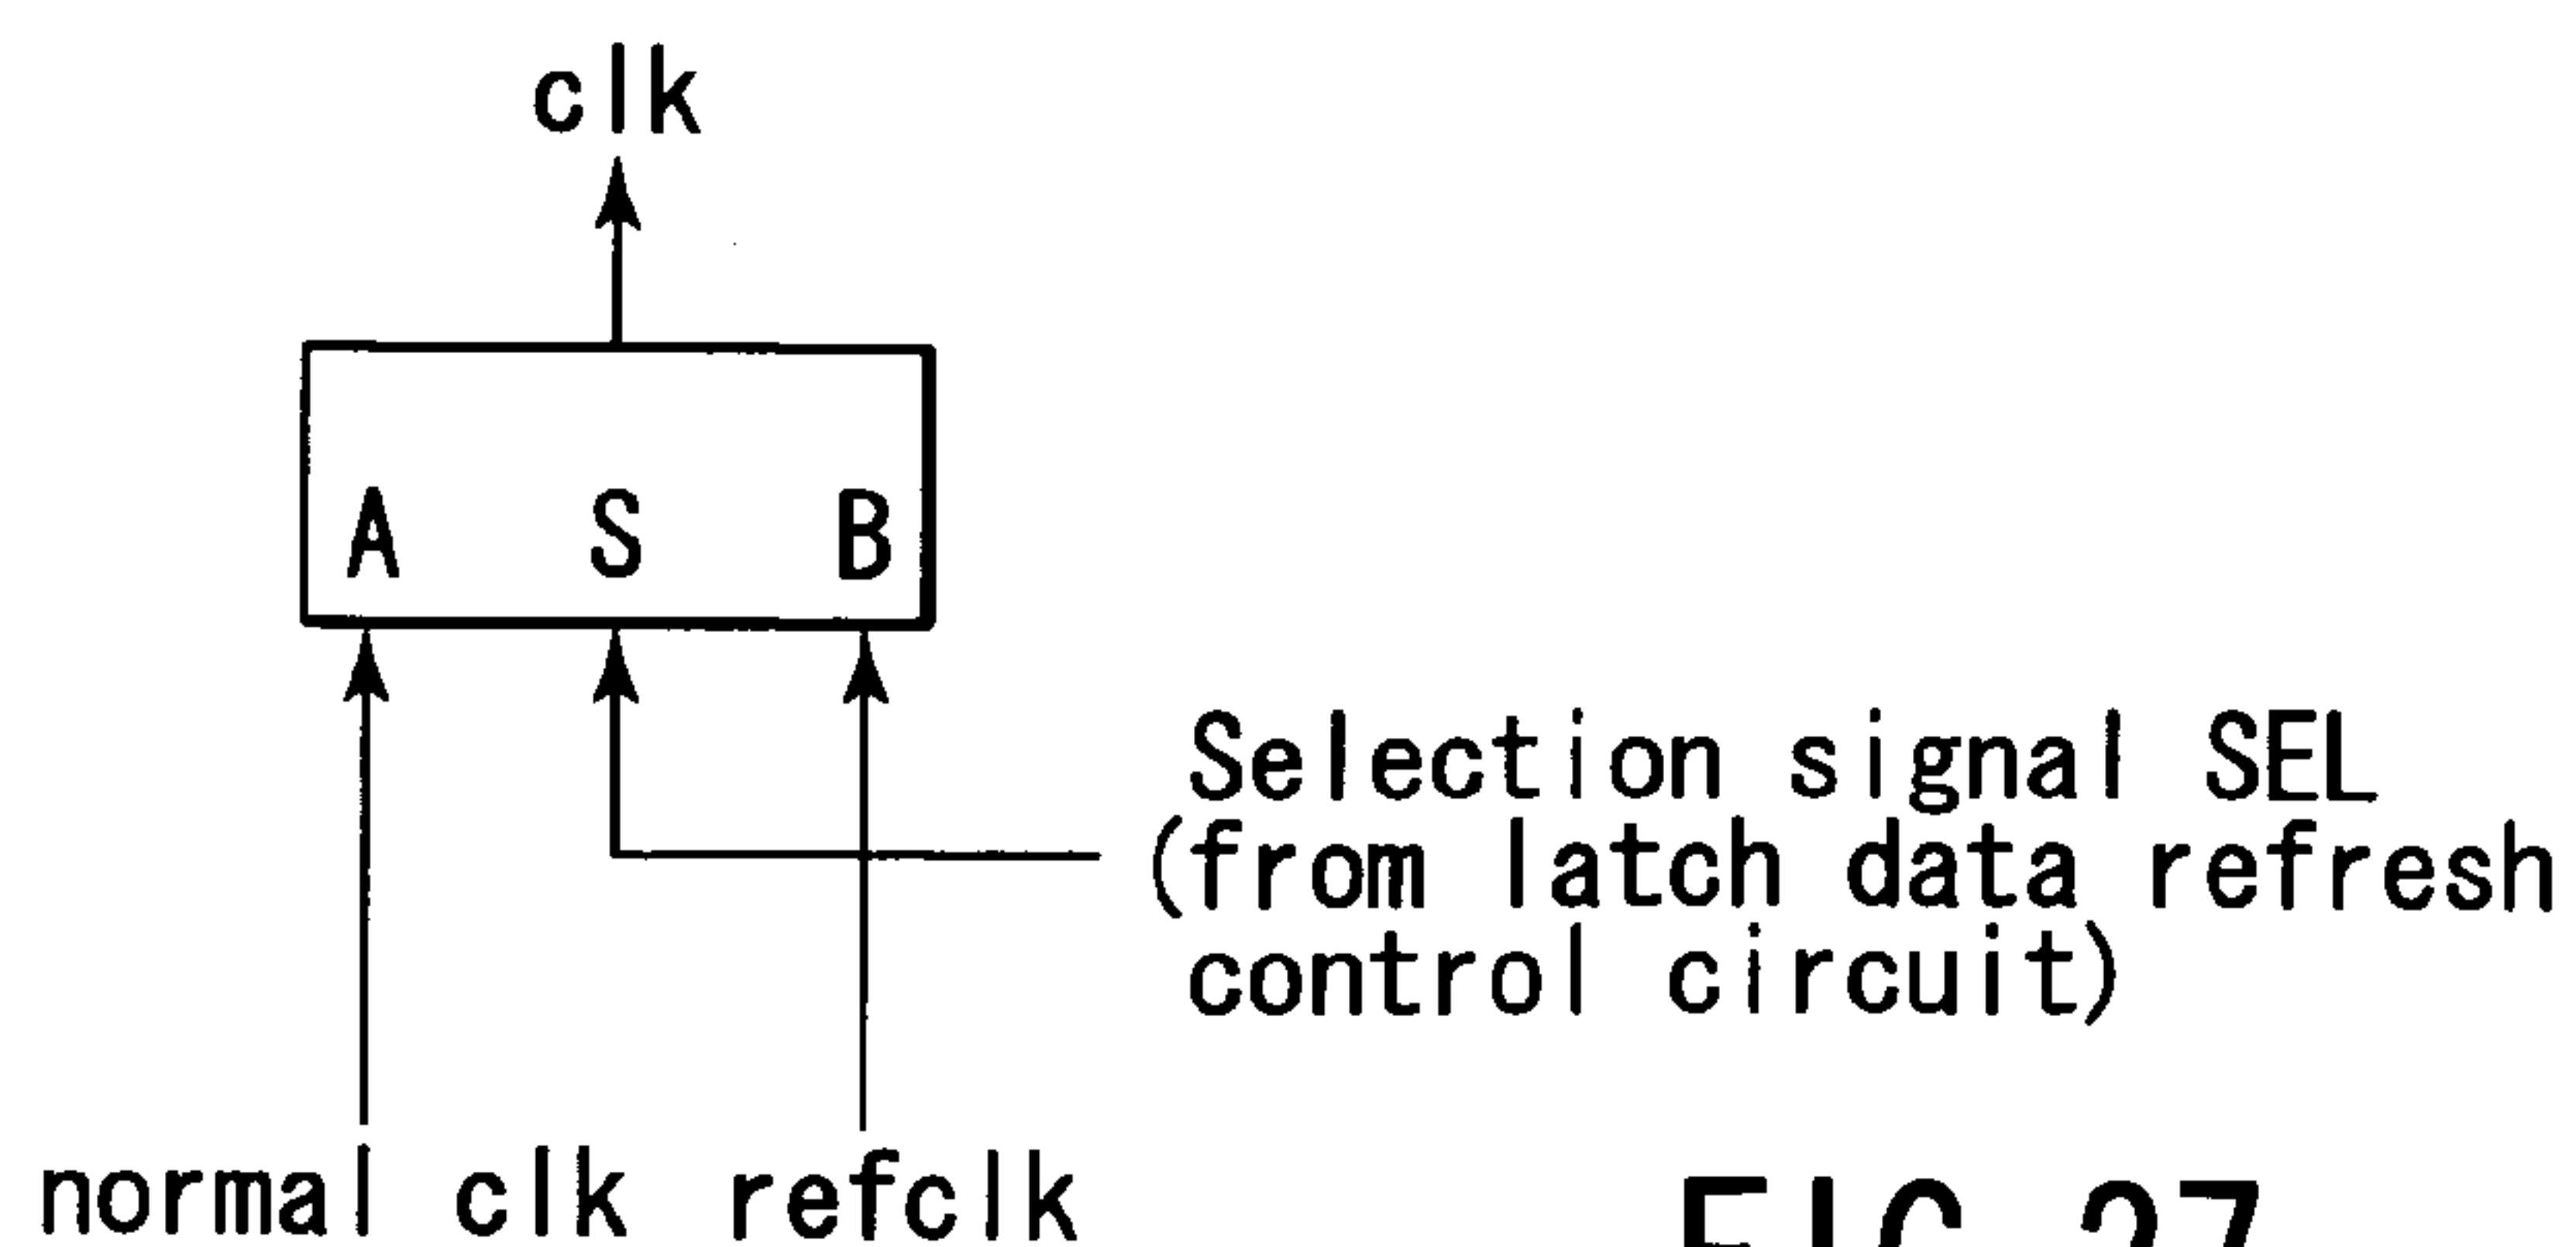 clk
A S B
Selection signal SEL
(from latch data refresh
control circuit)
normal clk refclk
FIG. 27